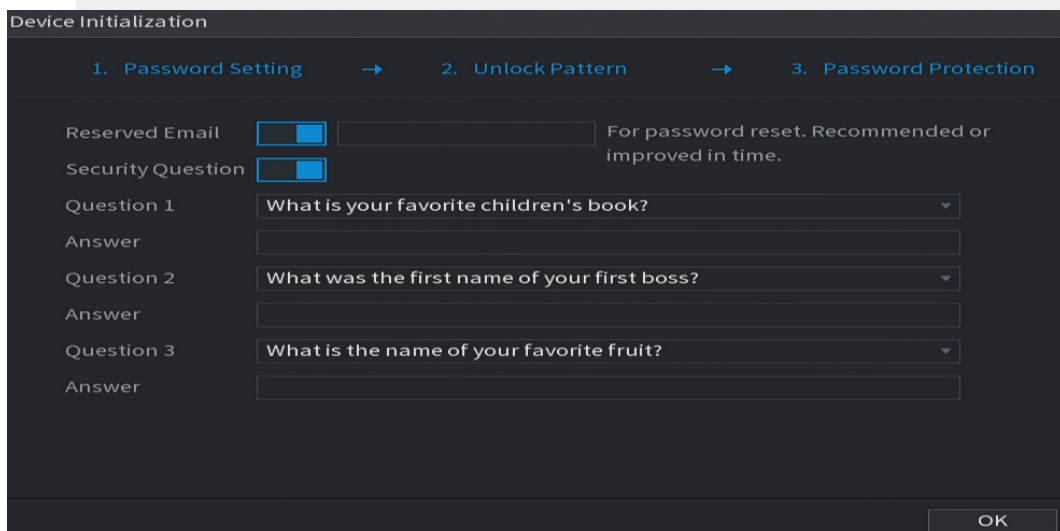 Device Initialization
1. Password Setting → 2. Unlock Pattern → 3. Password Protection
Reserved Email
For password reset. Recommended or
improved in time.
Security Question
Question 1 What is your favorite children's book?
Answer
Question 2 What was the first name of your first boss?
Answer
Question 3 What is the name of your favorite fruit?
Answer
OK